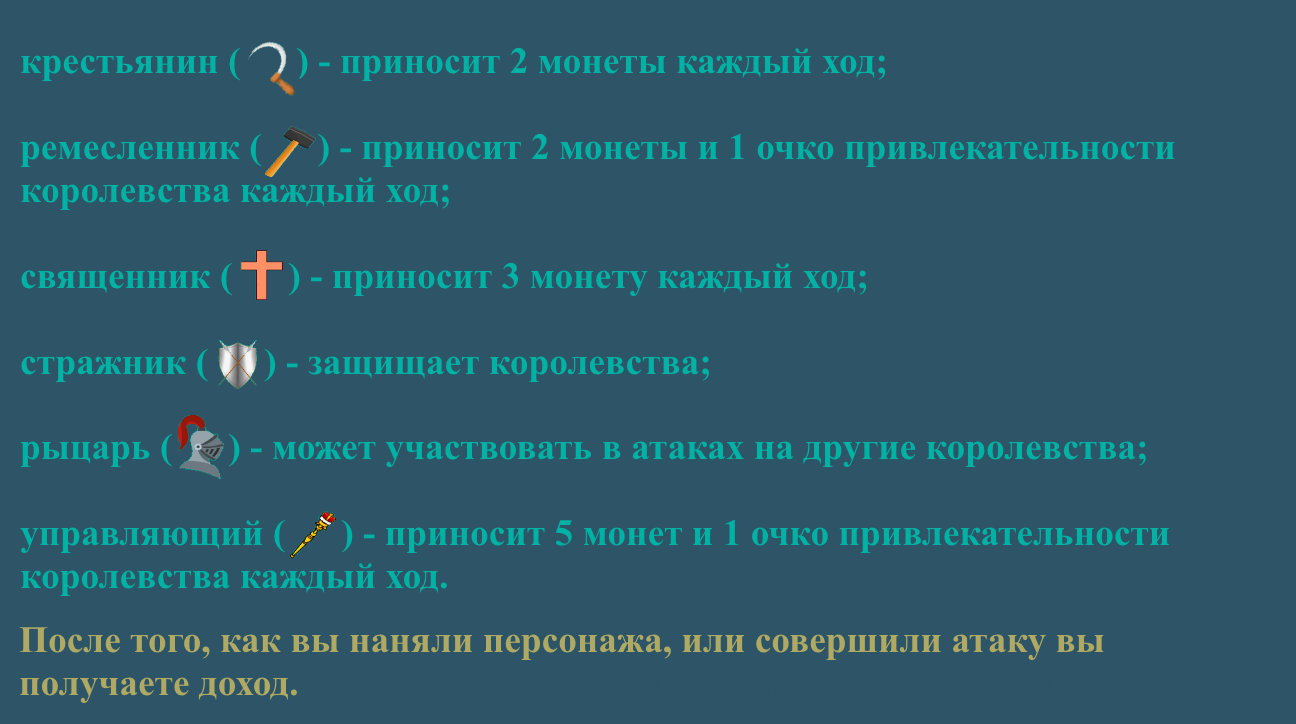 крестьянин ( ) - приносит 2 монеты каждый ход;
ремесленник ( ) - приносит 2 монеты и 1 очко привлекательности
королевства каждый ход;
священник ( ) - приносит 3 монету каждый ход;
стражник ( ) - защищает королевства;
рыцарь ( ) - может участвовать в атаках на другие королевства;
управляющий ( ) - приносит 5 монет и 1 очко привлекательности
королевства каждый ход.
После того, как вы наняли персонажа, или совершили атаку вы
получаете доход.